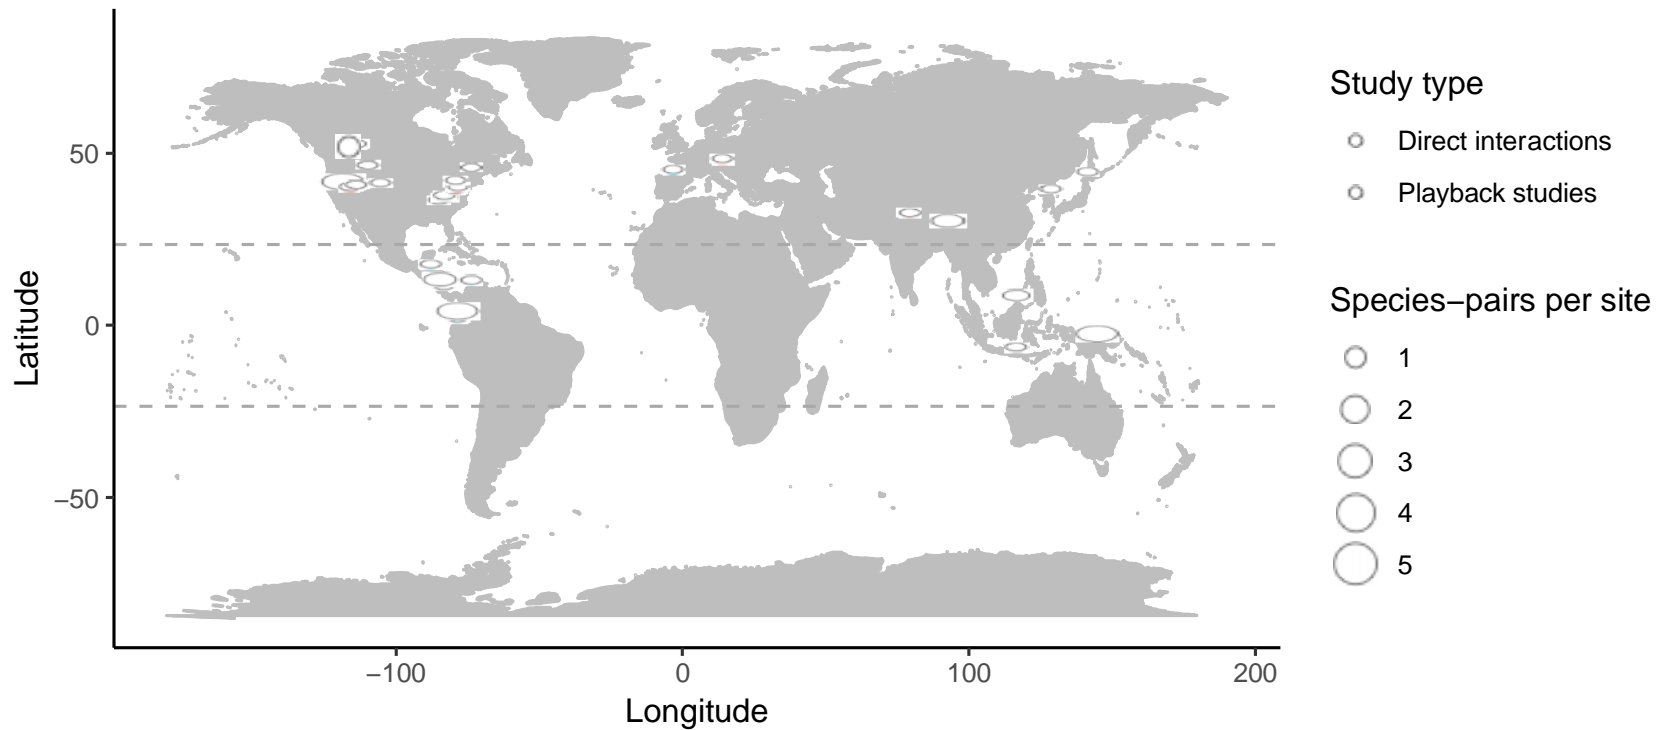 Study type
Direct interactions
Playback studies
Species−pairs per site
1
2
3
4
5
Latitude
50
0
−50
−100
0
100
200
Longitude